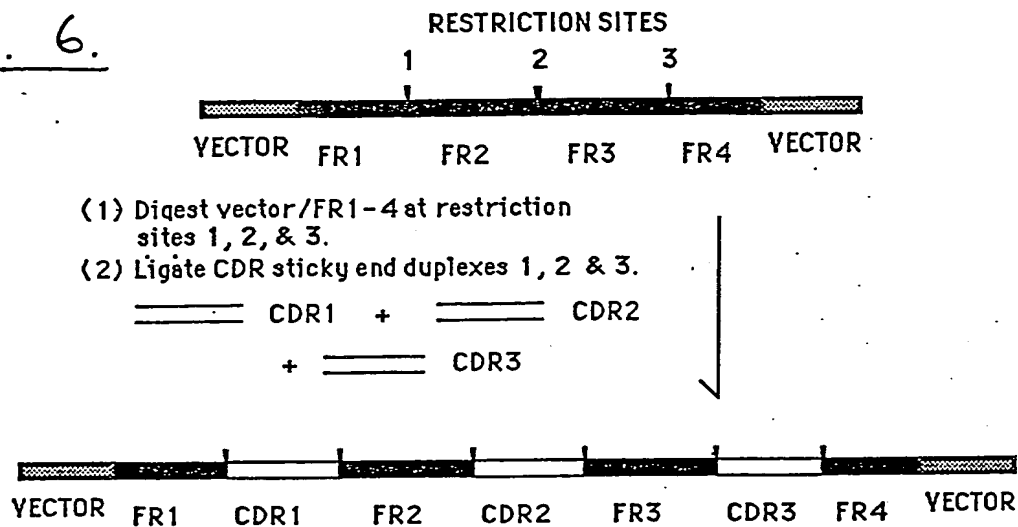 . 6.
RESTRICTION SITES
1 2 3
VECTOR FR1 FR2 FR3 FR4 VECTOR
(1) Digest vector/FR1-4 at restriction
sites 1, 2, & 3.
(2) Ligate CDR sticky end duplexes 1, 2 & 3.
CDR1 + CDR2
+ CDR3
VECTOR FR1 CDR1 FR2 CDR2 FR3 CDR3 FR4 VECTOR